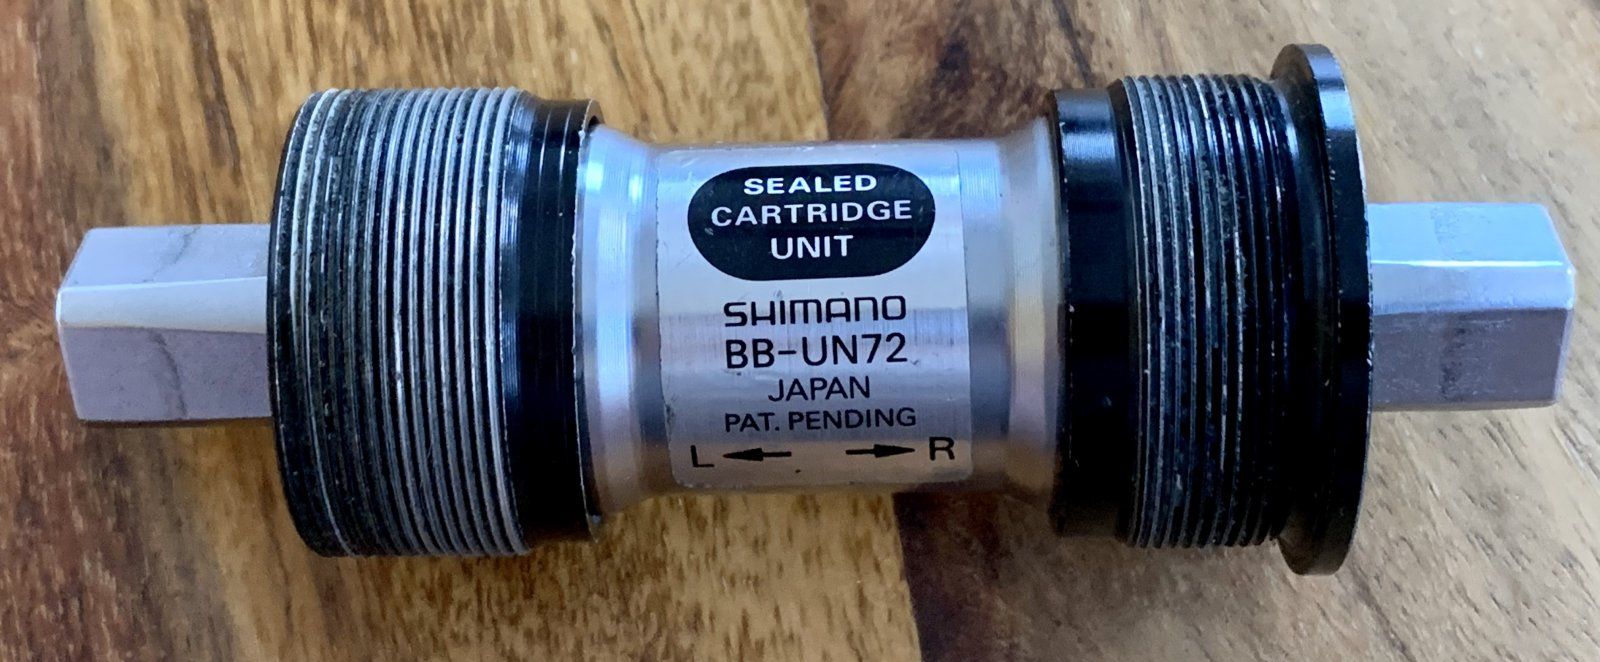 SEALED
CARTRIDGE
UNIT
SHIMANO
BB-UN72
JAPAN
PAT. PENDING
L R